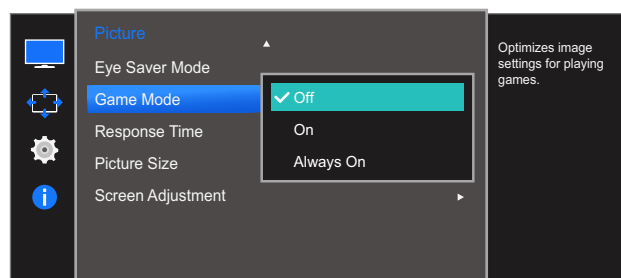 Picture
Eye Saver Mode
Game Mode
Response Time
Picture Size
Screen Adjustment
Off
On
Always On
Optimizes image
settings for playing
games.